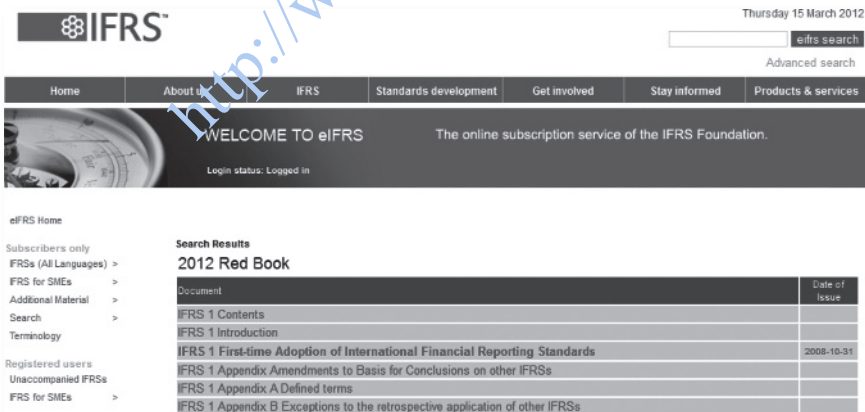 Thursday 15 March 2012
IFRS™
eifrs search
Advanced search
Home About u IFRS Standards development Get involved Stay informed Products & services
WELCOME TO eIFRS The online subscription service of the IFRS Foundation.
Login status: Logged in
eIFRS Home
Subscribers only
IFRSs (All Languages) >
IFRS for SMEs >
Additional Material >
Search >
Terminology
Registered users
Unaccompanied IFRSs
IFRS for SMEs >
Search Results
2012 Red Book
Document Date of
Issue
IFRS 1 Contents
IFRS 1 Introduction
IFRS 1 First-time Adoption of International Financial Reporting Standards 2008-10-31
IFRS 1 Appendix Amendments to Basis for Conclusions on other IFRSs
IFRS 1 Appendix A Defined terms
IFRS 1 Appendix B Exceptions to the retrospective application of other IFRSs
http://w